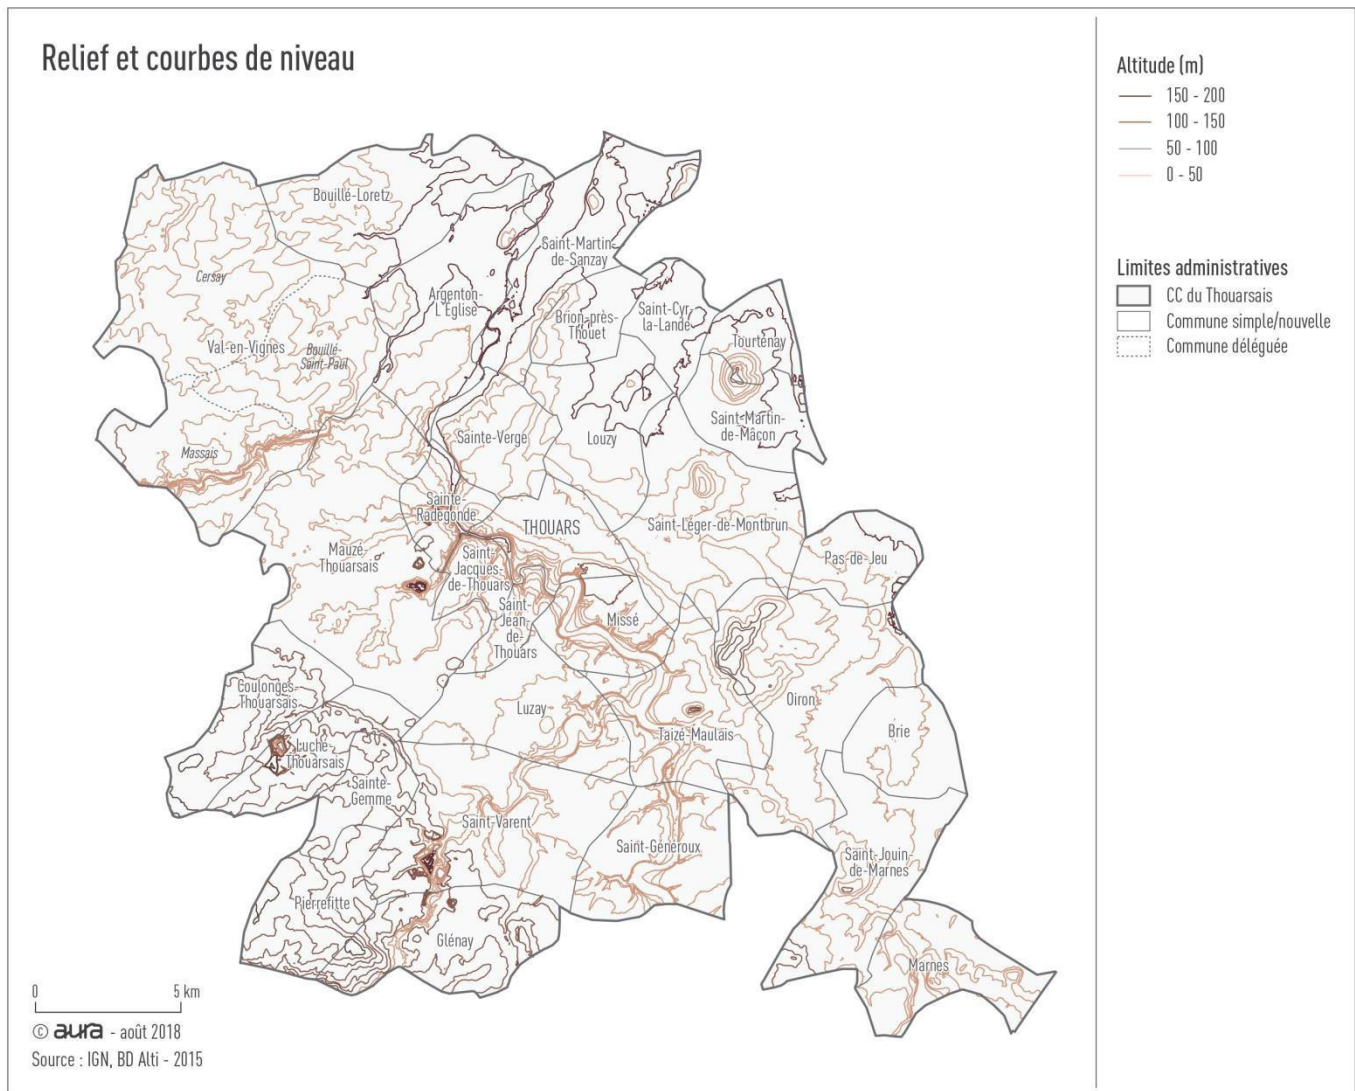 Relief et courbes de niveau
Altitude (m)
150 - 200
100 - 150
50 - 100
0 - 50
Limites administratives
CC du Thouarsais
Commune simple/nouvelle
Commune déléguée
Bouillé-Loretz
Cersay
Saint-Martin-
de-Sanzay
Argenton-
L'Église
Brion-près-
Thouet
Saint-Cyr-
la-Lande
Tourtenay
Val-en-Vignes
Bouillé-
Saint-Paul
Saint-Martin-
de-Mâcon
Massais
Sainte-Verge
Louzy
Sainte-
Radegonde
THOUARS
Saint-Léger-de-Montbrun
Mauzé-
Thouarsais
Saint-
Jacques-
de-Thouars
Pas-de-Jeu
Saint-
Jean-
de-
Thouars
Missé
Coulonges-
Thouarsais
Luzay
Oiron
Taizé-Maulais
Brie
Luché-
Thouarsais
Sainte-
Gemme
Saint-Varent
Saint-Généroux
Saint-Jouin-
de-Marnes
Pierrefitte
Glénay
Marnes
0 5 km
© aura - août 2018
Source : IGN, BD Alti - 2015